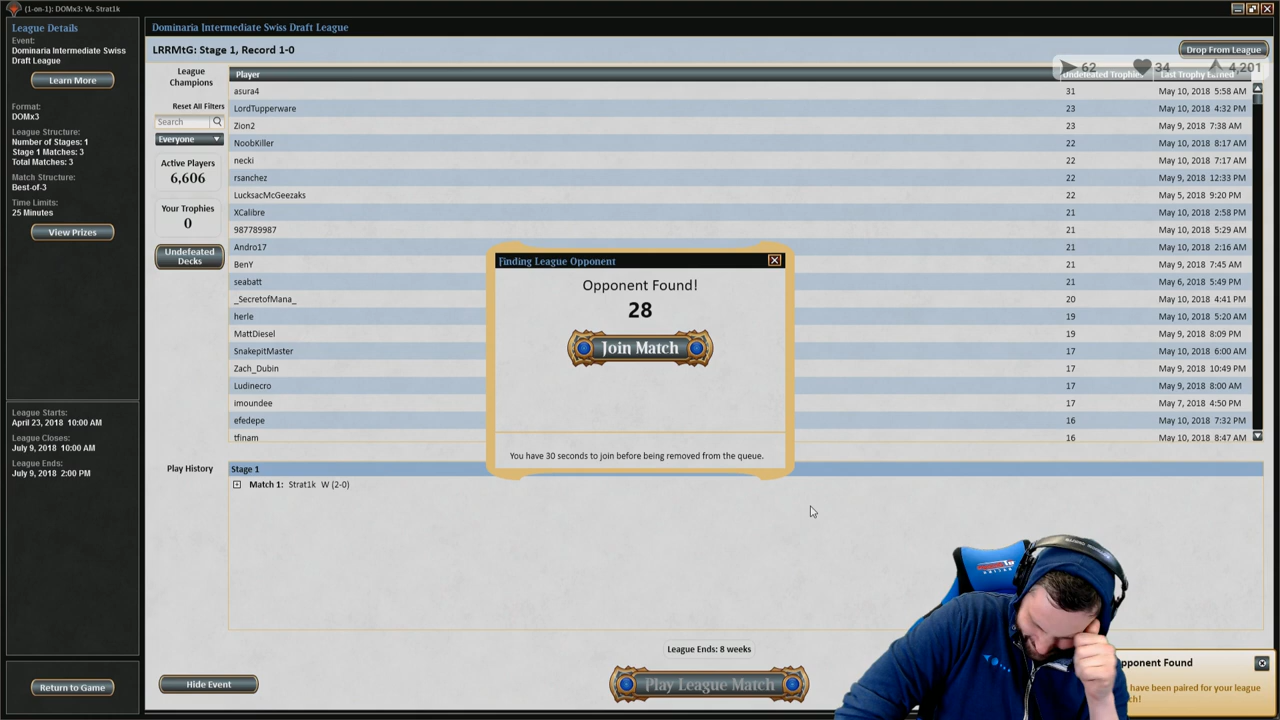 (1-on-1): DOMx3: Vs. Strat1k
League Details
Event:
Dominaria Intermediate Swiss
Draft League
Learn More
Format:
DOMx3
League Structure:
Number of Stages: 1
Stage 1 Matches: 3
Total Matches: 3
Match Structure:
Best-of-3
Time Limits:
25 Minutes
View Prizes
League Starts:
April 23, 2018 10:00 AM
League Closes:
July 9, 2018 10:00 AM
League Ends:
July 9, 2018 2:00 PM
Return to Game
Dominaria Intermediate Swiss Draft League
LRRMtG: Stage 1, Record 1-0
Drop From League
62 34 4,201
League
Champions
Reset All Filters
Search
Everyone
Active Players
6,606
Your Trophies
0
Undefeated
Decks
Player Undefeated Trophies Last Trophy Earned
asura4 31 May 10, 2018 5:58 AM
LordTupperware 23 May 10, 2018 4:32 PM
Zion2 23 May 9, 2018 7:38 AM
NoobKiller 22 May 10, 2018 8:17 AM
necki 22 May 10, 2018 7:17 AM
rsanchez 22 May 9, 2018 12:33 PM
LucksacMcGeezaks 22 May 5, 2018 9:20 PM
XCalibre 21 May 10, 2018 2:58 PM
987789987 21 May 10, 2018 5:29 AM
Andro17 21 May 10, 2018 2:16 AM
BenY 21 May 9, 2018 7:45 AM
seabatt 21 May 6, 2018 5:49 PM
_SecretofMana_ 20 May 10, 2018 4:41 PM
herle 19 May 10, 2018 5:20 AM
MattDiesel 19 May 9, 2018 8:09 PM
SnakepitMaster 17 May 10, 2018 6:00 AM
Zach_Dubin 17 May 9, 2018 10:49 PM
Ludinecro 17 May 9, 2018 8:00 AM
imoundee 17 May 7, 2018 4:50 PM
efedepe 16 May 10, 2018 7:32 PM
tfinam 16 May 10, 2018 8:47 AM
Finding League Opponent
Opponent Found!
28
Join Match
You have 30 seconds to join before being removed from the queue.
Play History
Stage 1
Match 1: Strat1k W (2-0)
League Ends: 8 weeks
Hide Event
Play League Match
pponent Found
have been paired for your league
ch!